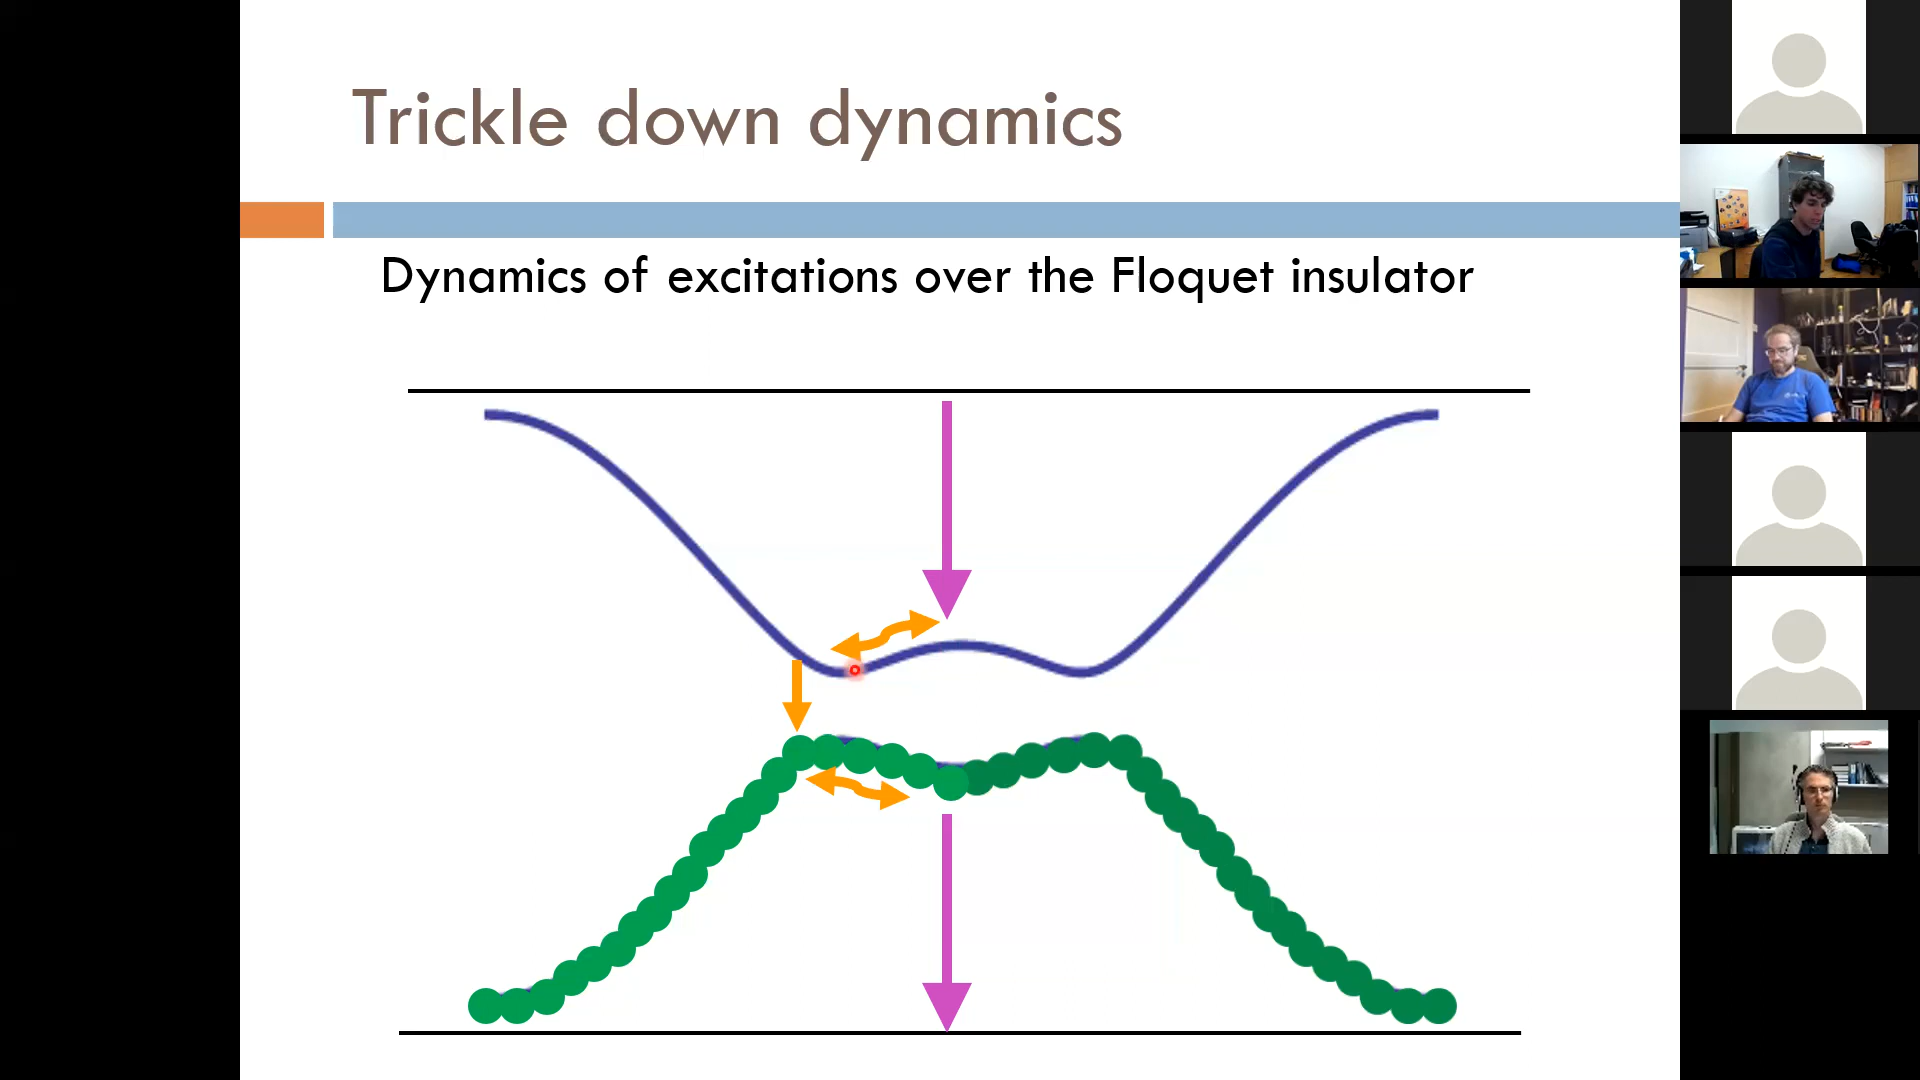 Trickle down dynamics
Dynamics of excitations over the Floquet insulator